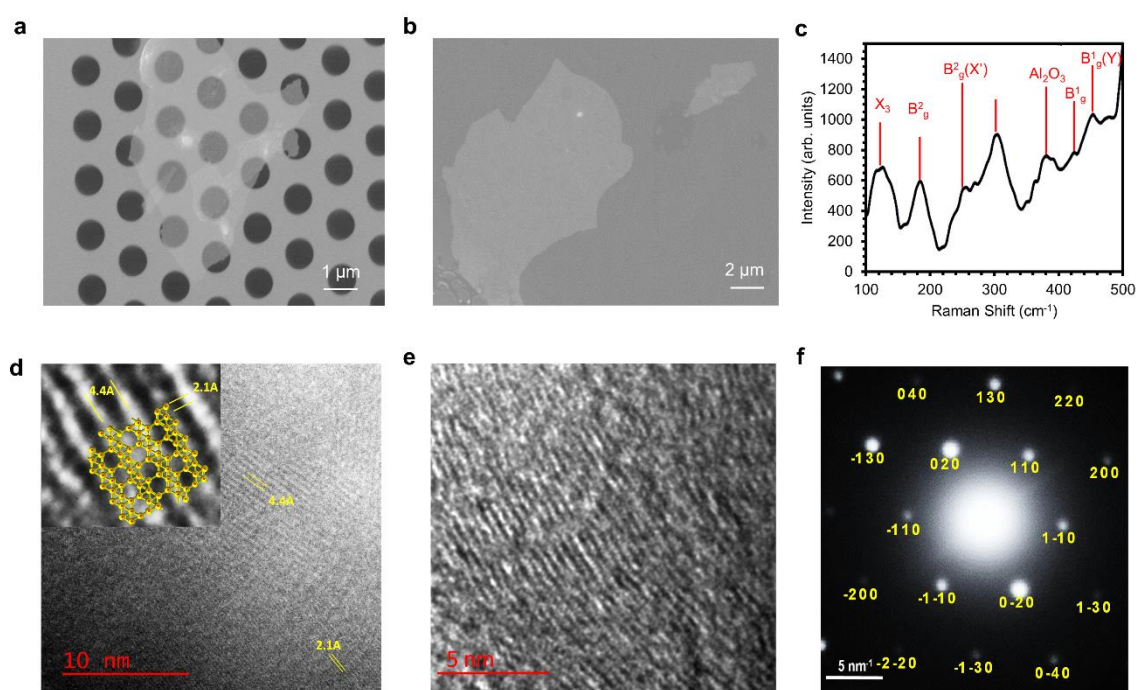 a
1 µm
b
2 µm
c
Intensity (arb. units)
1400
1200
1000
800
600
400
200
0
100
200
300
400
500
Raman Shift (cm⁻¹)
X₃
B²g
B²g(X')
Al₂O₃
B¹g
B¹g(Y)
d
4.4A
2.1A
4.4A
2.1A
10 nm
e
5 nm
f
040
130
220
-130
020
110
200
-110
1-10
-200
-1-10
0-20
1-30
5 nm⁻¹
-2-20
-1-30
0-40